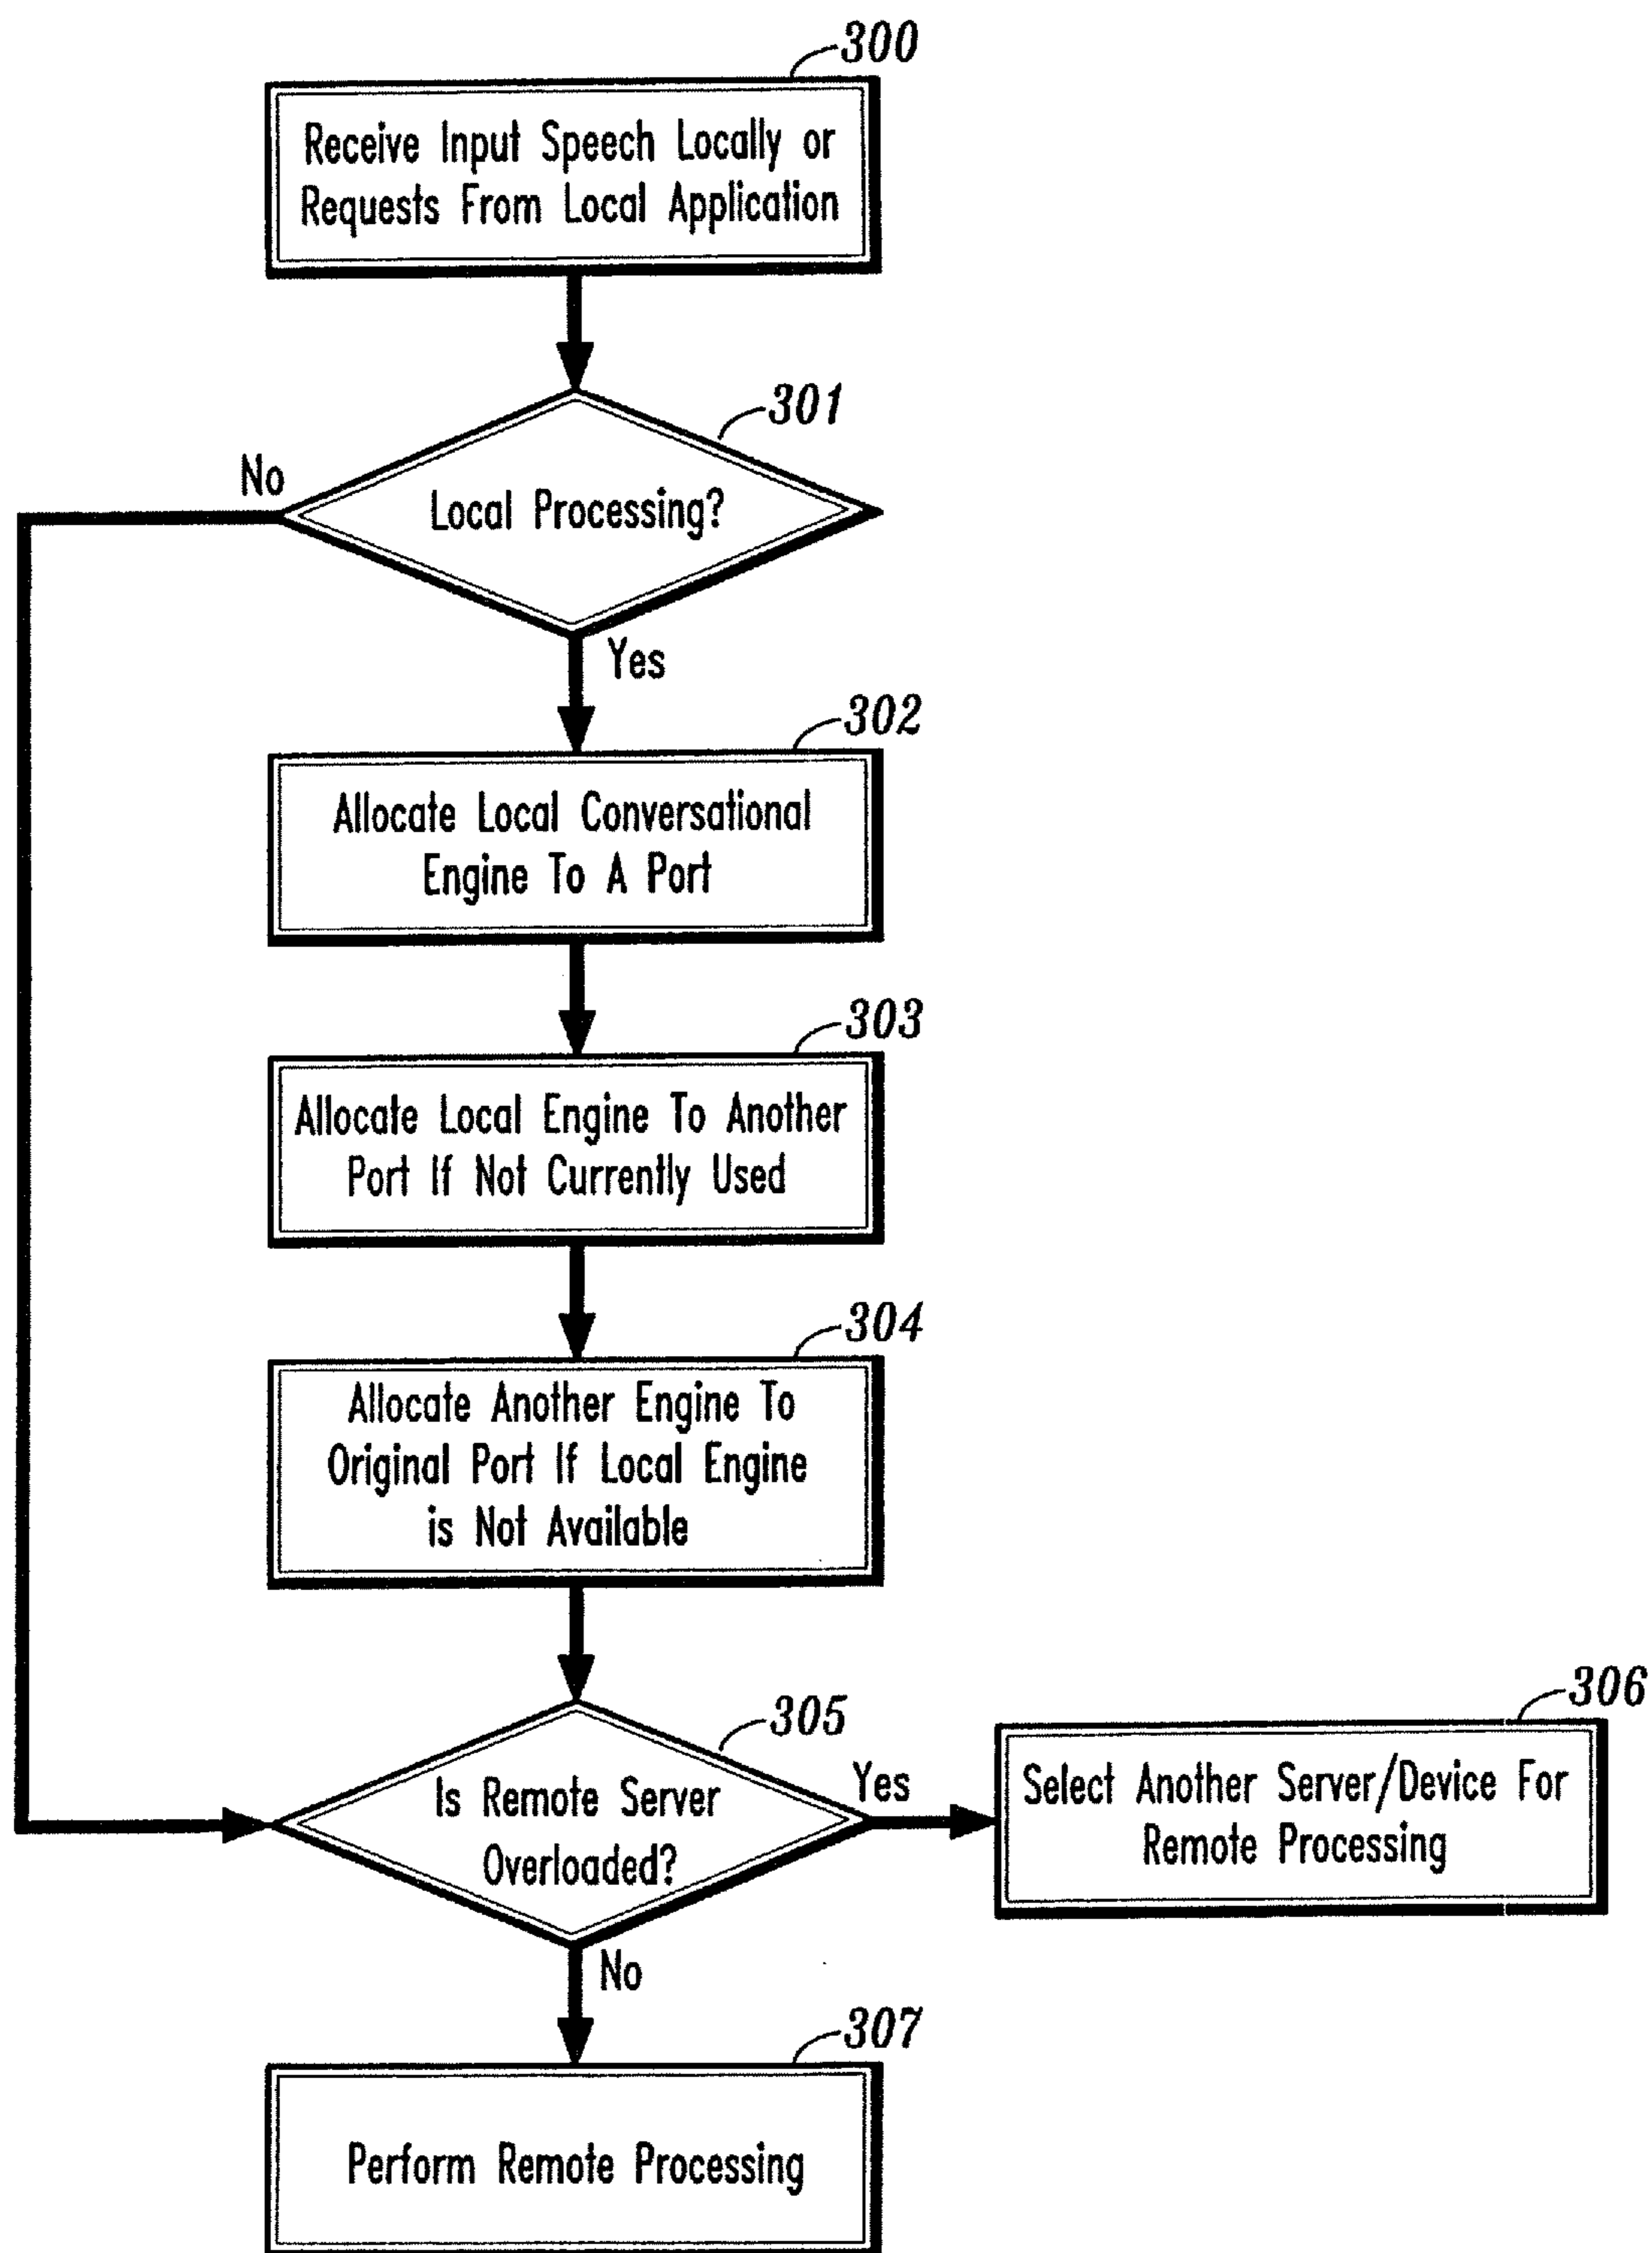 300
Receive Input Speech Locally or
Requests From Local Application
301
No
Local Processing?
Yes
302
Allocate Local Conversational
Engine To A Port
303
Allocate Local Engine To Another
Port If Not Currently Used
304
Allocate Another Engine To
Original Port If Local Engine
is Not Available
305
306
Is Remote Server
Overloaded?
Yes
Select Another Server/Device For
Remote Processing
No
307
Perform Remote Processing